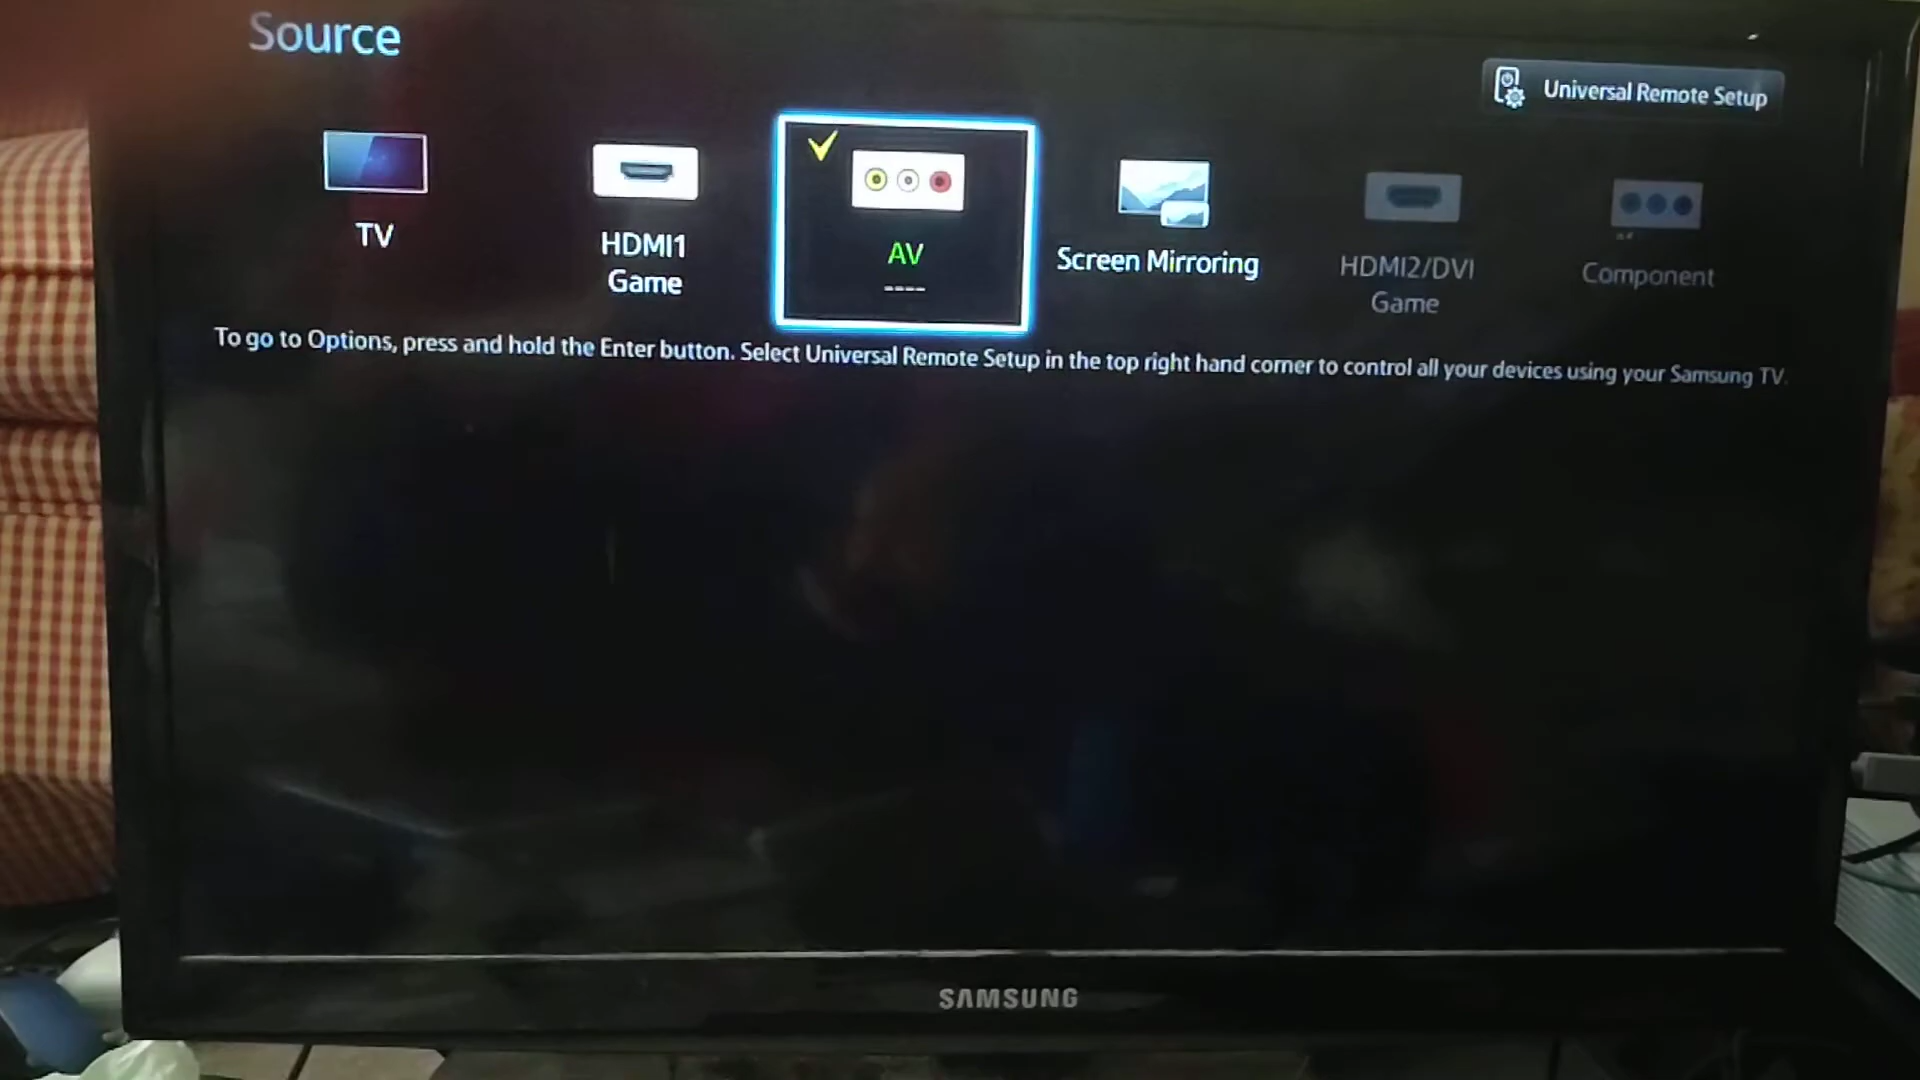 Source
Universal Remote Setup
TV
HDMI1
Game
AV
----
Screen Mirroring
HDMI2/DVI
Game
Component
To go to Options, press and hold the Enter button. Select Universal Remote Setup in the top right hand corner to control all your devices using your Samsung TV.
SAMSUNG